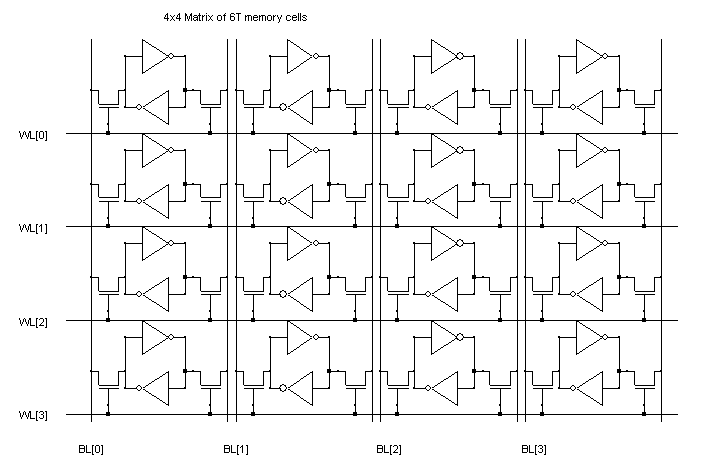 4x4 Matrix of 6T memory cells
WL[0]
WL[1]
WL[2]
WL[3]
BL[0] BL[1] BL[2] BL[3]